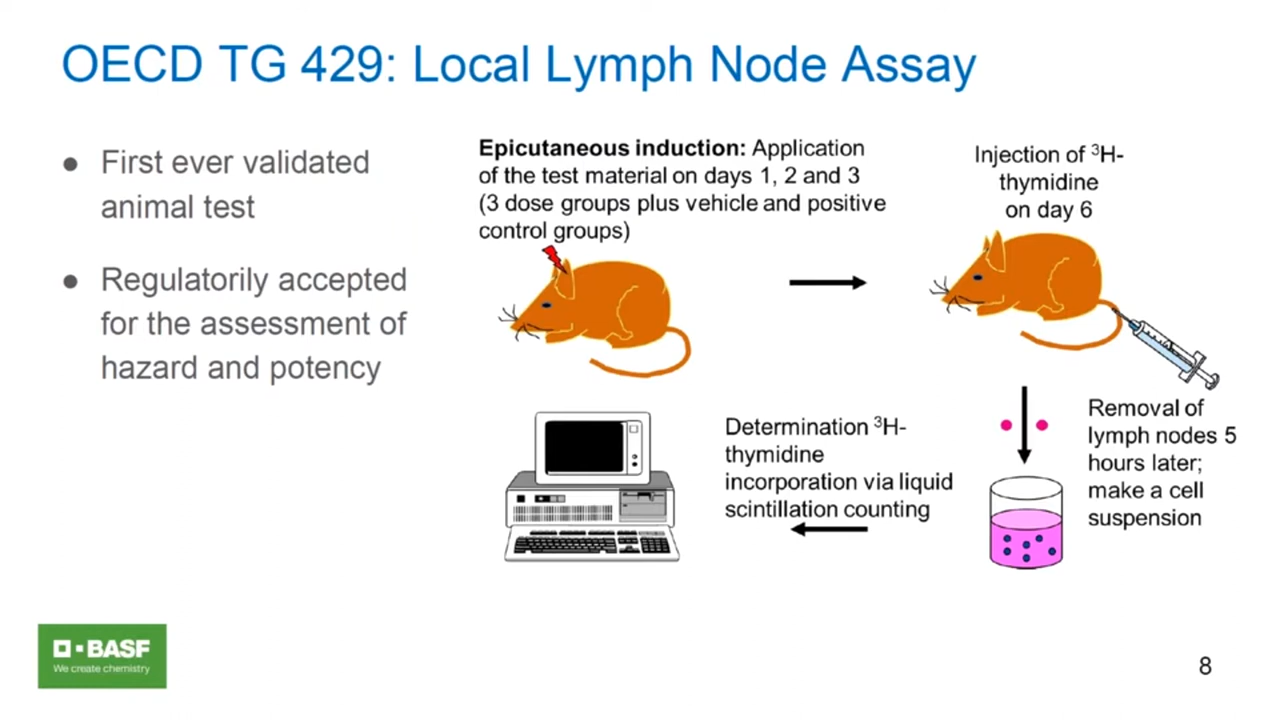 OECD TG 429: Local Lymph Node Assay
● First ever validated
animal test
● Regulatorily accepted
for the assessment of
hazard and potency
Epicutaneous induction: Application
of the test material on days 1, 2 and 3
(3 dose groups plus vehicle and positive
control groups)
Injection of ³H-
thymidine
on day 6
Removal of
lymph nodes 5
hours later;
make a cell
suspension
Determination ³H-
thymidine
incorporation via liquid
scintillation counting
BASF
We create chemistry
8